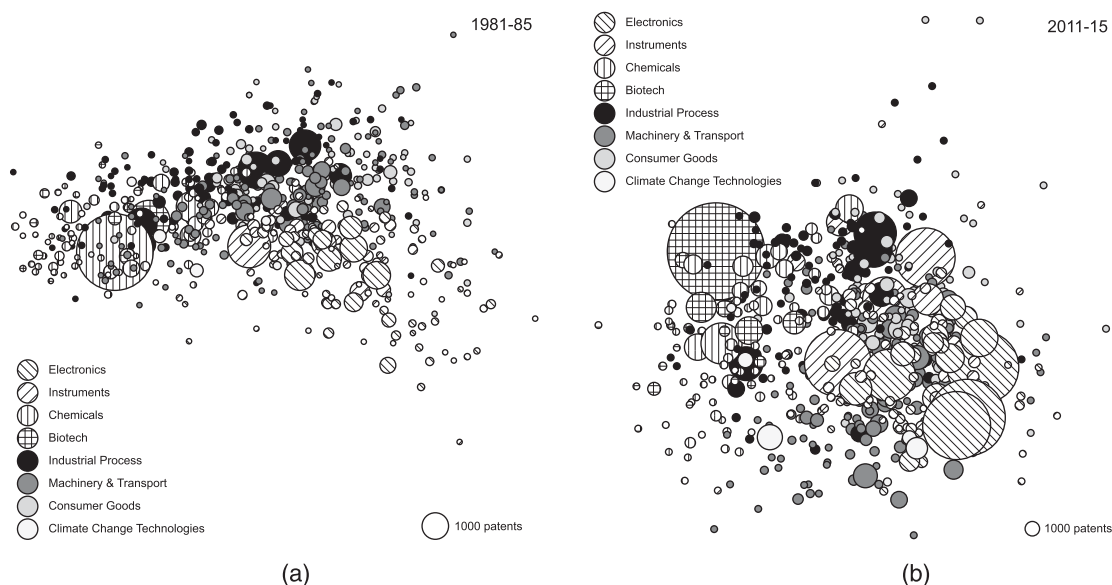 1981-85
Electronics
Instruments
Chemicals
Biotech
Industrial Process
Machinery & Transport
Consumer Goods
Climate Change Technologies
1000 patents
(a)
2011-15
Electronics
Instruments
Chemicals
Biotech
Industrial Process
Machinery & Transport
Consumer Goods
Climate Change Technologies
1000 patents
(b)